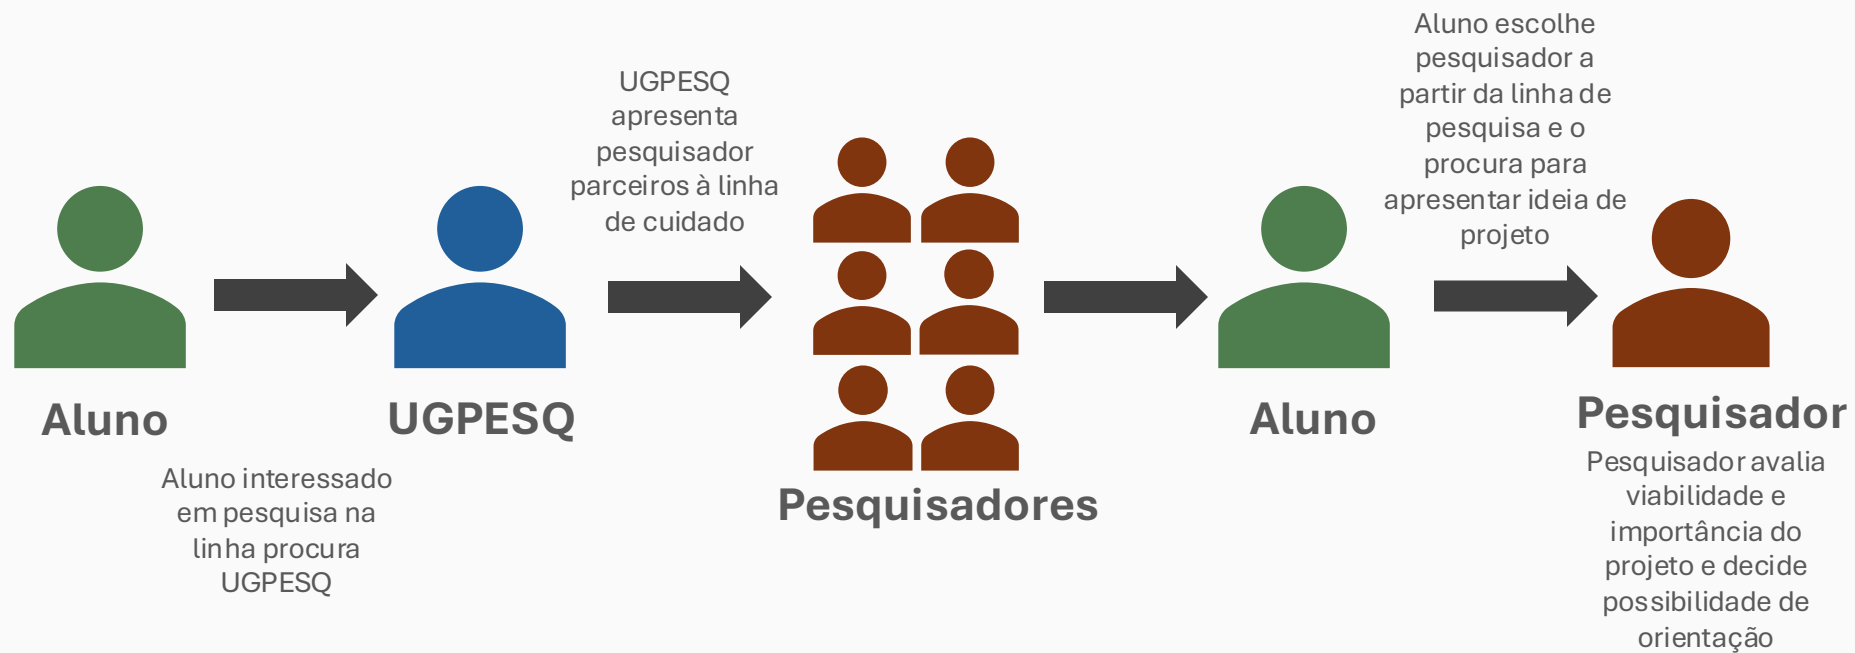 Aluno
Aluno interessado
em pesquisa na
linha procura
UGPESQ
UGPESQ
UGPESQ
apresenta
pesquisador
parceiros à linha
de cuidado
Pesquisadores
Aluno
Aluno escolhe
pesquisador a
partir da linha de
pesquisa e o
procura para
apresentar ideia de
projeto
Pesquisador
Pesquisador avalia
viabilidade e
importância do
projeto e decide
possibilidade de
orientação